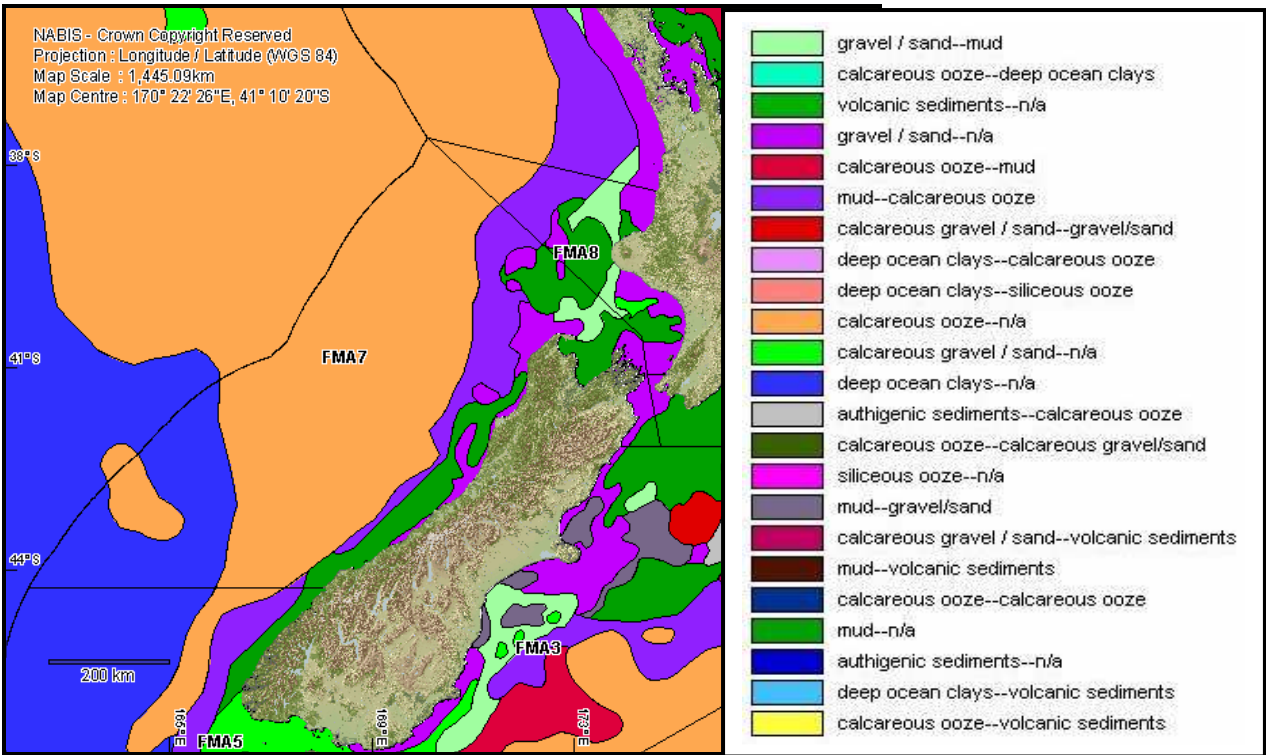 NABIS - Crown Copyright Reserved
Projection : Longitude / Latitude (WGS 84)
Map Scale : 1,445.09km
Map Centre : 170° 22' 26"E, 41° 10' 20"S
38°S
FMA8
41°S
FMA7
44°S
FMA3
200 km
165°E
FMA5
169°E
173°E
gravel / sand--mud
calcareous ooze--deep ocean clays
volcanic sediments--n/a
gravel / sand--n/a
calcareous ooze--mud
mud--calcareous ooze
calcareous gravel / sand--gravel/sand
deep ocean clays--calcareous ooze
deep ocean clays--siliceous ooze
calcareous ooze--n/a
calcareous gravel / sand--n/a
deep ocean clays--n/a
authigenic sediments--calcareous ooze
calcareous ooze--calcareous gravel/sand
siliceous ooze--n/a
mud--gravel/sand
calcareous gravel / sand--volcanic sediments
mud--volcanic sediments
calcareous ooze--calcareous ooze
mud--n/a
authigenic sediments--n/a
deep ocean clays--volcanic sediments
calcareous ooze--volcanic sediments